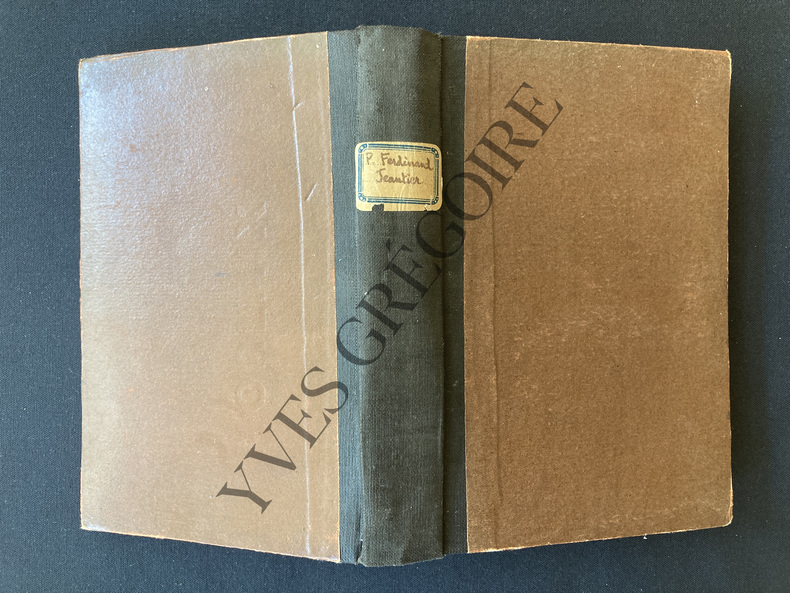 P. Ferdinand
Jeantier
YVES GRÉGOIRE